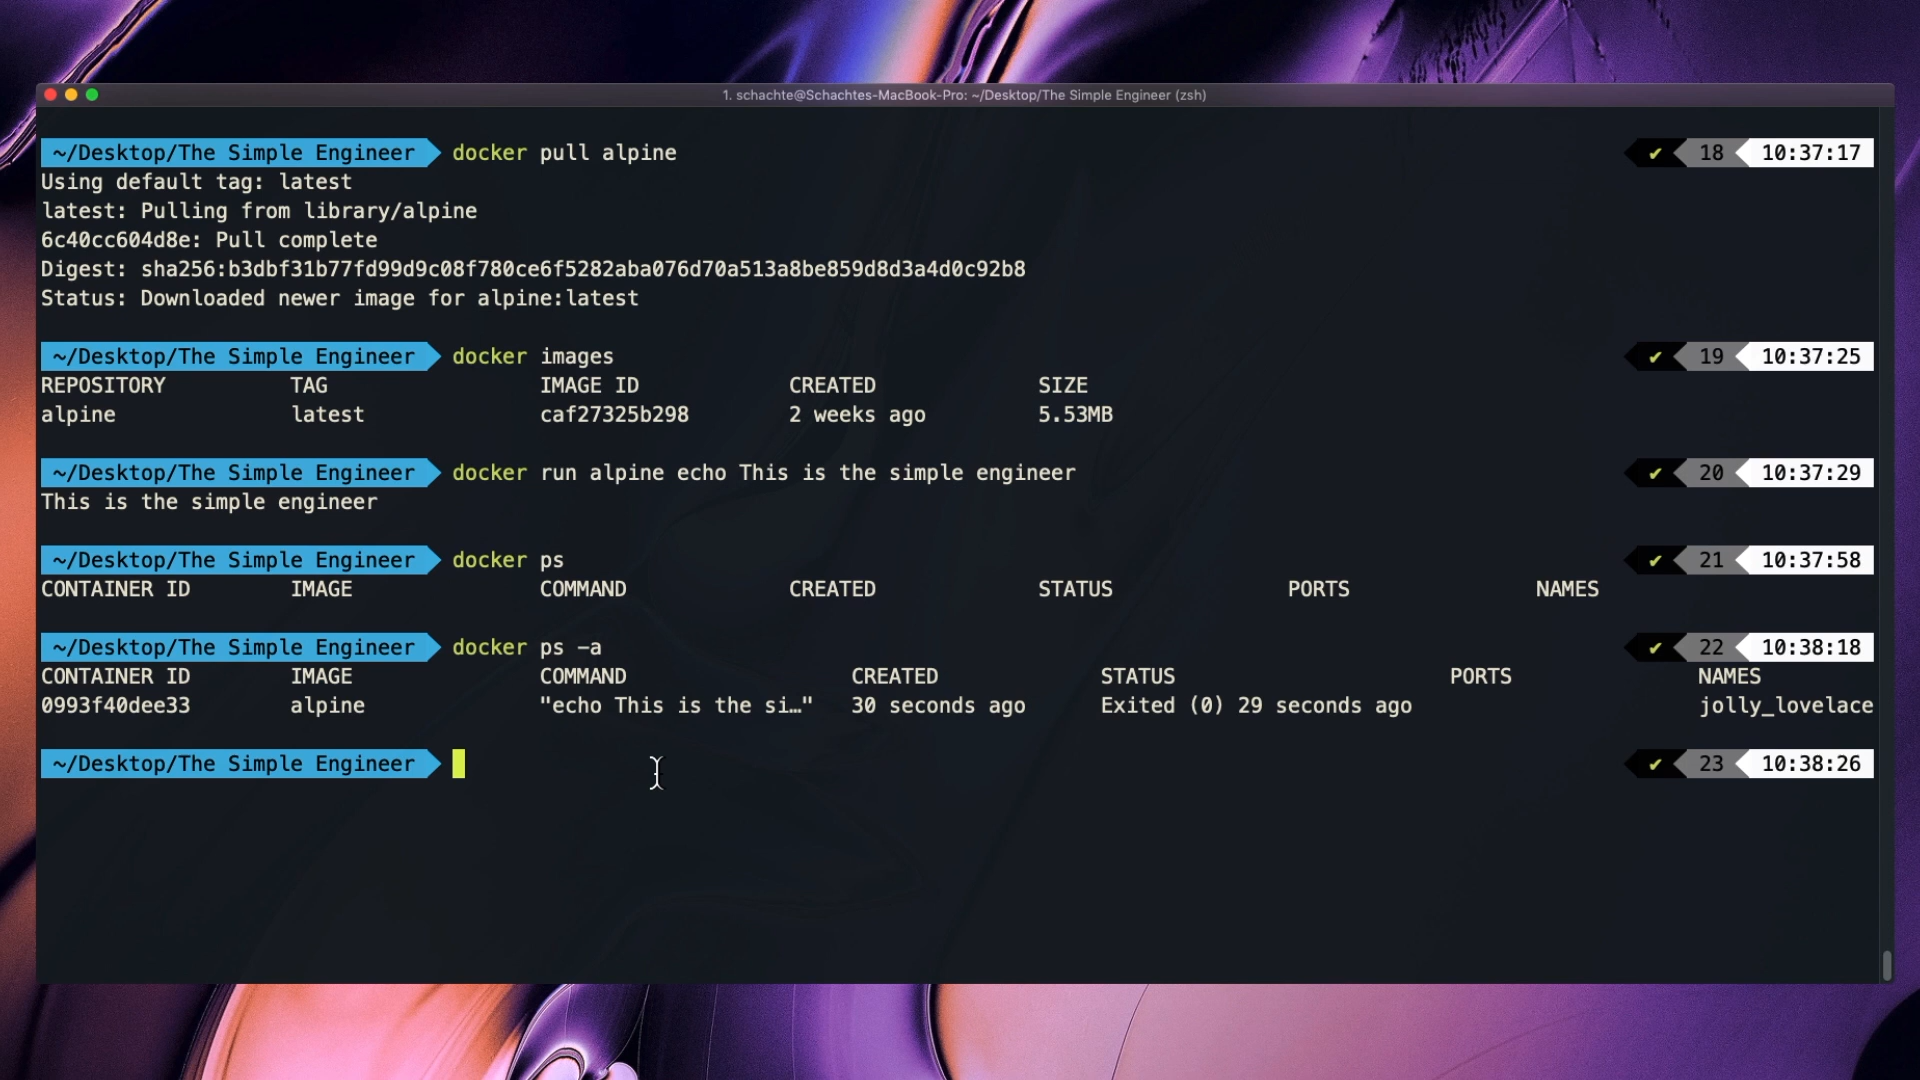 1. schachte@Schachtes-MacBook-Pro: ~/Desktop/The Simple Engineer (zsh)
~/Desktop/The Simple Engineer docker pull alpine ✔ 18 10:37:17
Using default tag: latest
latest: Pulling from library/alpine
6c40cc604d8e: Pull complete
Digest: sha256:b3dbf31b77fd99d9c08f780ce6f5282aba076d70a513a8be859d8d3a4d0c92b8
Status: Downloaded newer image for alpine:latest
~/Desktop/The Simple Engineer docker images ✔ 19 10:37:25
REPOSITORY TAG IMAGE ID CREATED SIZE
alpine latest caf27325b298 2 weeks ago 5.53MB
~/Desktop/The Simple Engineer docker run alpine echo This is the simple engineer ✔ 20 10:37:29
This is the simple engineer
~/Desktop/The Simple Engineer docker ps ✔ 21 10:37:58
CONTAINER ID IMAGE COMMAND CREATED STATUS PORTS NAMES
~/Desktop/The Simple Engineer docker ps -a ✔ 22 10:38:18
CONTAINER ID IMAGE COMMAND CREATED STATUS PORTS NAMES
0993f40dee33 alpine "echo This is the si…" 30 seconds ago Exited (0) 29 seconds ago jolly_lovelace
~/Desktop/The Simple Engineer ✔ 23 10:38:26